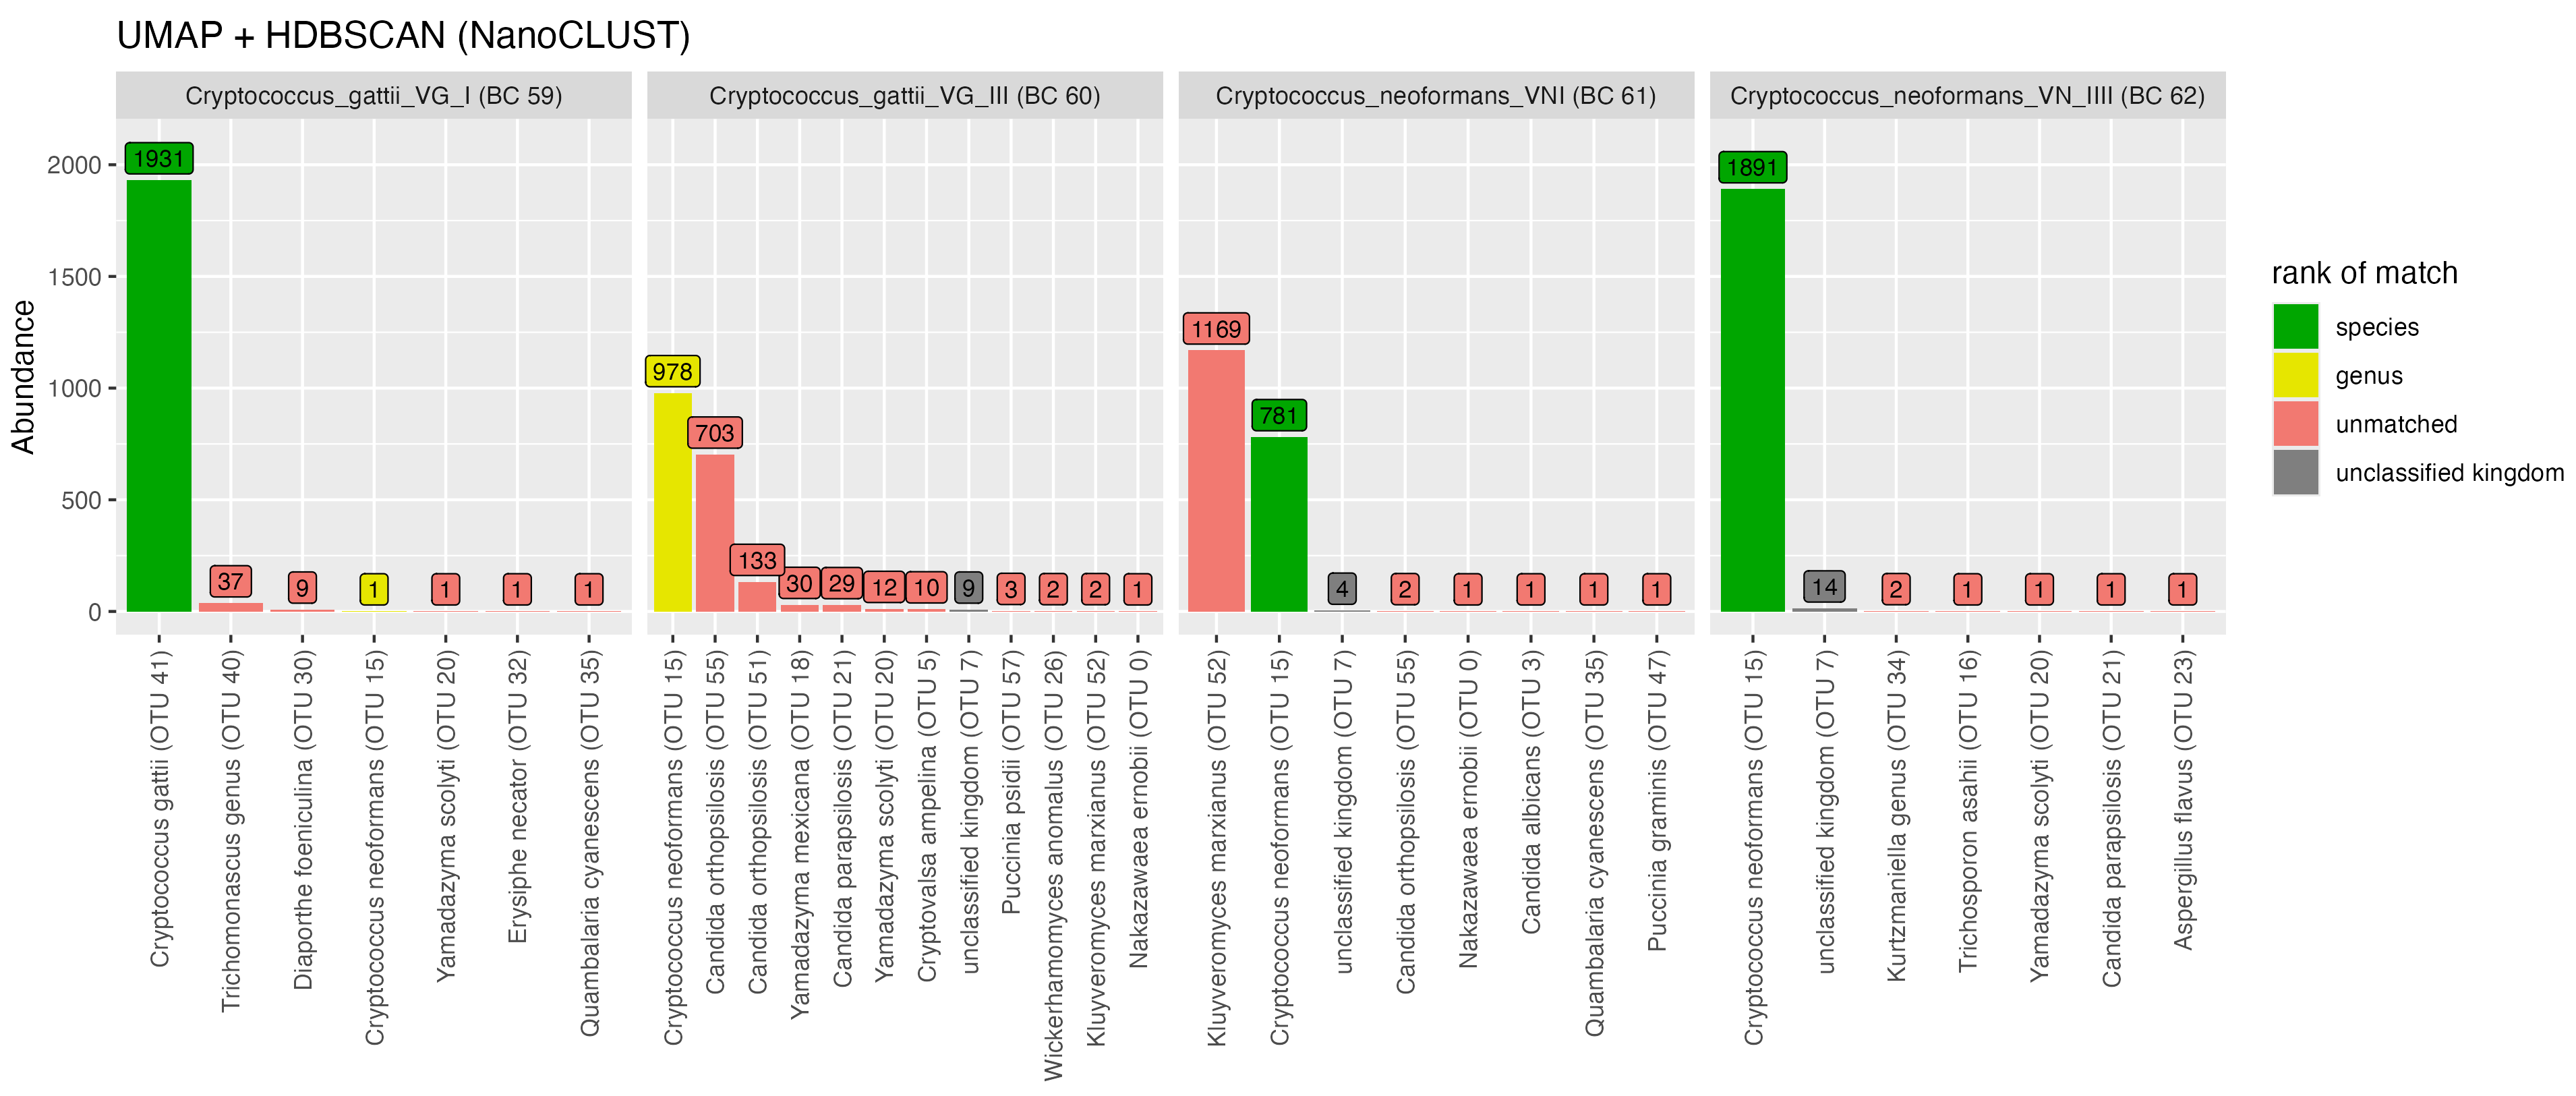 UMAP + HDBSCAN (NanoCLUST)
Cryptococcus_gattii_VG_I (BC 59)
Cryptococcus_gattii_VG_III (BC 60)
Cryptococcus_neoformans_VNI (BC 61)
Cryptococcus_neoformans_VN_IIII (BC 62)
Abundance
2000
1500
1000
500
0
1931
37
9
1
1
1
1
978
703
133
30
29
12
10
9
3
2
2
1
1169
781
4
2
1
1
1
1
1891
14
2
1
1
1
1
Cryptococcus gattii (OTU 41)
Trichomonascus genus (OTU 40)
Diaporthe foeniculina (OTU 30)
Cryptococcus neoformans (OTU 15)
Yamadazyma scolyti (OTU 20)
Erysiphe necator (OTU 32)
Quambalaria cyanescens (OTU 35)
Cryptococcus neoformans (OTU 15)
Candida orthopsilosis (OTU 55)
Candida orthopsilosis (OTU 51)
Yamadazyma mexicana (OTU 18)
Candida parapsilosis (OTU 21)
Yamadazyma scolyti (OTU 20)
Cryptovalsa ampelina (OTU 5)
unclassified kingdom (OTU 7)
Puccinia psidii (OTU 57)
Wickerhamomyces anomalus (OTU 26)
Kluyveromyces marxianus (OTU 52)
Nakazawaea ernobii (OTU 0)
Kluyveromyces marxianus (OTU 52)
Cryptococcus neoformans (OTU 15)
unclassified kingdom (OTU 7)
Candida orthopsilosis (OTU 55)
Nakazawaea ernobii (OTU 0)
Candida albicans (OTU 3)
Quambalaria cyanescens (OTU 35)
Puccinia graminis (OTU 47)
Cryptococcus neoformans (OTU 15)
unclassified kingdom (OTU 7)
Kurtzmaniella genus (OTU 34)
Trichosporon asahii (OTU 16)
Yamadazyma scolyti (OTU 20)
Candida parapsilosis (OTU 21)
Aspergillus flavus (OTU 23)
rank of match
species
genus
unmatched
unclassified kingdom